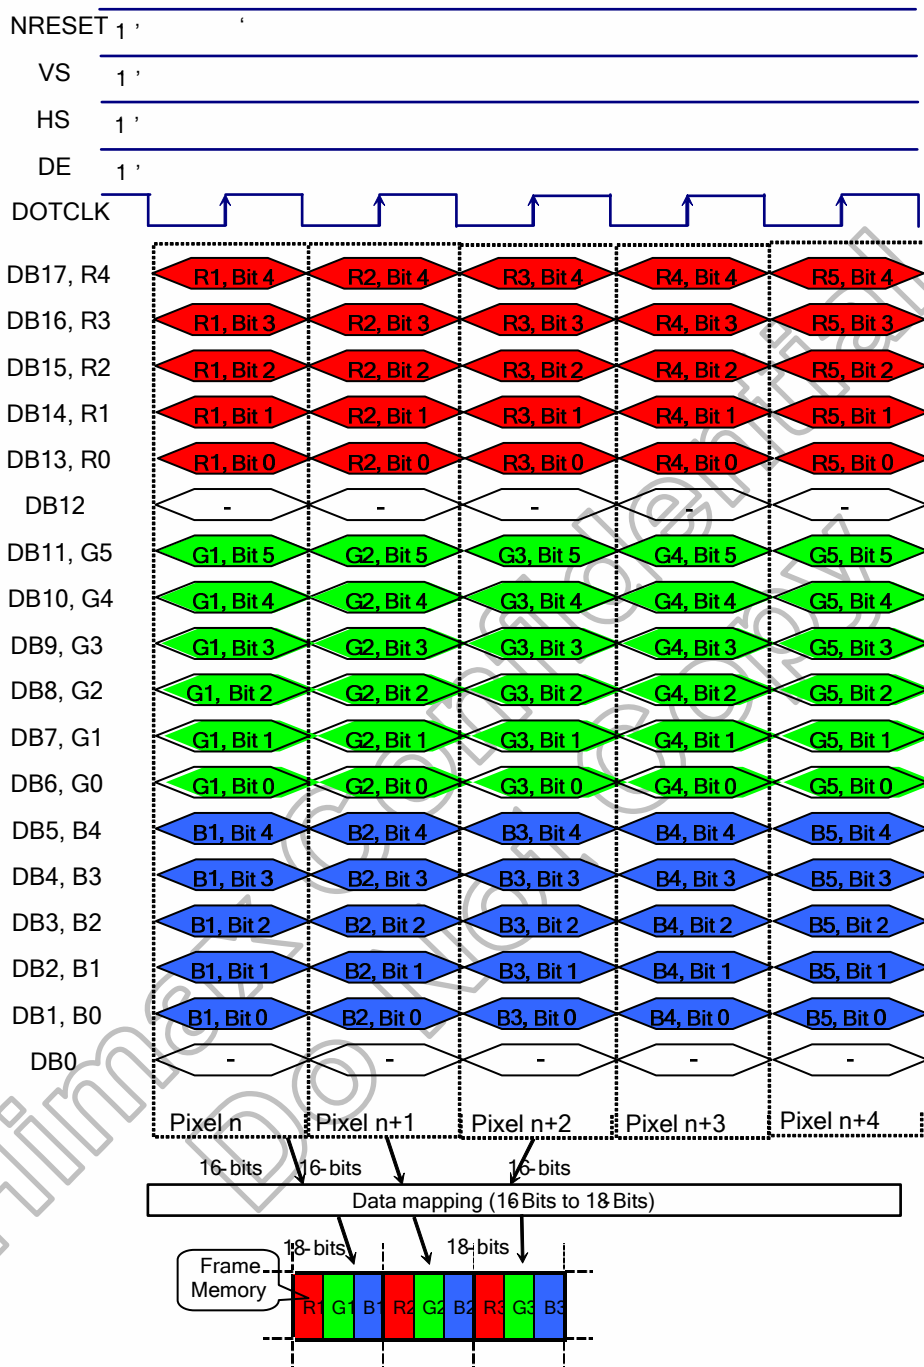 NRESET 1 ’ ‘
VS 1 ’
HS 1 ’
DE 1 ’
DOTCLK
DB17, R4 R1, Bit 4 R2, Bit 4 R3, Bit 4 R4, Bit 4 R5, Bit 4
DB16, R3 R1, Bit 3 R2, Bit 3 R3, Bit 3 R4, Bit 3 R5, Bit 3
DB15, R2 R1, Bit 2 R2, Bit 2 R3, Bit 2 R4, Bit 2 R5, Bit 2
DB14, R1 R1, Bit 1 R2, Bit 1 R3, Bit 1 R4, Bit 1 R5, Bit 1
DB13, R0 R1, Bit 0 R2, Bit 0 R3, Bit 0 R4, Bit 0 R5, Bit 0
DB12 - - - - -
DB11, G5 G1, Bit 5 G2, Bit 5 G3, Bit 5 G4, Bit 5 G5, Bit 5
DB10, G4 G1, Bit 4 G2, Bit 4 G3, Bit 4 G4, Bit 4 G5, Bit 4
DB9, G3 G1, Bit 3 G2, Bit 3 G3, Bit 3 G4, Bit 3 G5, Bit 3
DB8, G2 G1, Bit 2 G2, Bit 2 G3, Bit 2 G4, Bit 2 G5, Bit 2
DB7, G1 G1, Bit 1 G2, Bit 1 G3, Bit 1 G4, Bit 1 G5, Bit 1
DB6, G0 G1, Bit 0 G2, Bit 0 G3, Bit 0 G4, Bit 0 G5, Bit 0
DB5, B4 B1, Bit 4 B2, Bit 4 B3, Bit 4 B4, Bit 4 B5, Bit 4
DB4, B3 B1, Bit 3 B2, Bit 3 B3, Bit 3 B4, Bit 3 B5, Bit 3
DB3, B2 B1, Bit 2 B2, Bit 2 B3, Bit 2 B4, Bit 2 B5, Bit 2
DB2, B1 B1, Bit 1 B2, Bit 1 B3, Bit 1 B4, Bit 1 B5, Bit 1
DB1, B0 B1, Bit 0 B2, Bit 0 B3, Bit 0 B4, Bit 0 B5, Bit 0
DB0 - - - - -
Pixel n Pixel n+1 Pixel n+2 Pixel n+3 Pixel n+4
16-bits 16-bits 16-bits
Data mapping (16 Bits to 18-Bits)
18-bits 18-bits
Frame
Memory
R1 G1 B1 R2 G2 B2 R3 G3 B3
Himax Confidential
Do Not Copy